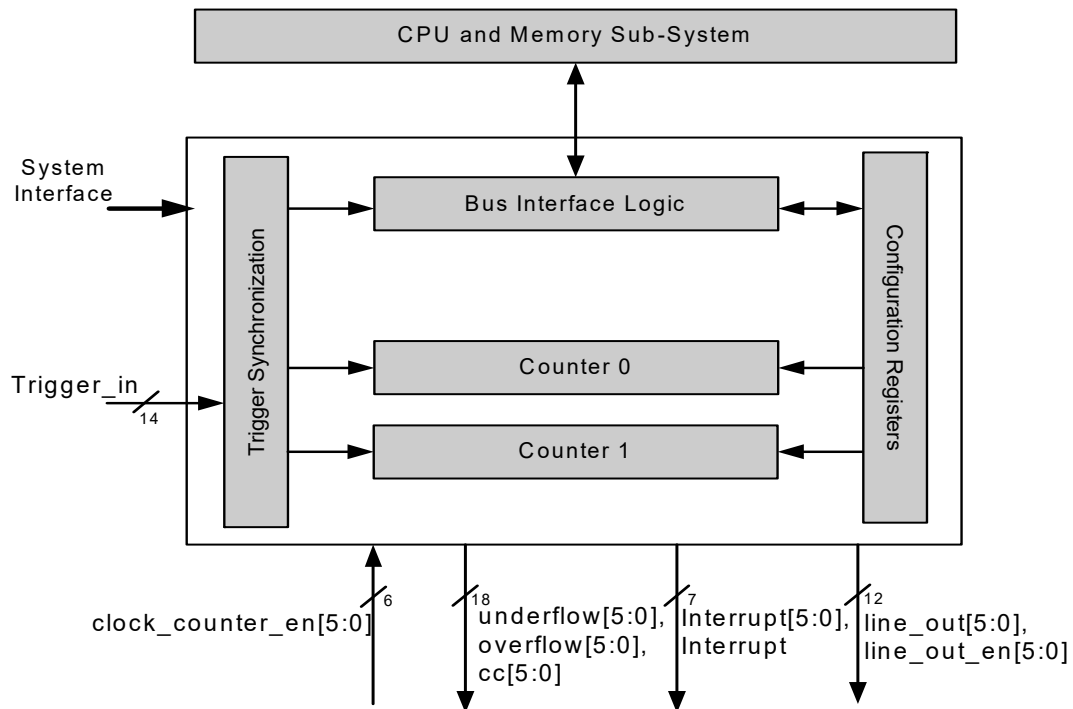 CPU and Memory Sub-System
System
Interface
Bus Interface Logic
Trigger Synchronization
Configuration Registers
Counter 0
Trigger_in
14
Counter 1
6
18
7
12
clock_counter_en[5:0]
underflow[5:0],
overflow[5:0],
cc[5:0]
Interrupt[5:0],
Interrupt
line_out[5:0],
line_out_en[5:0]